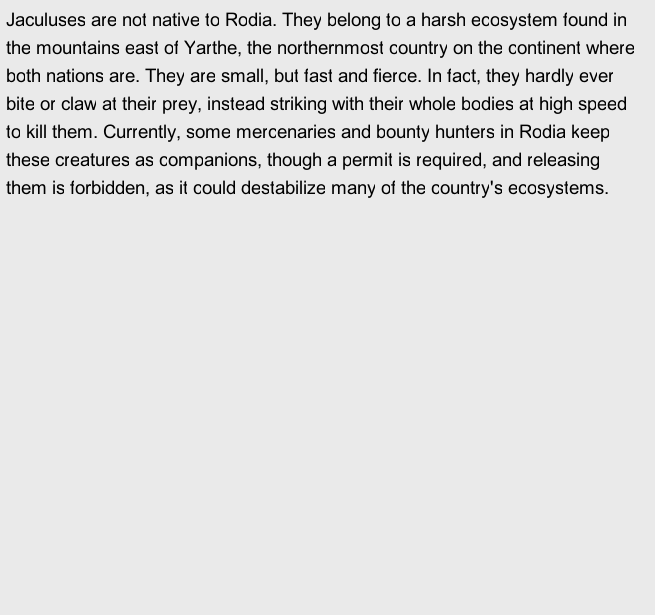 Jaculuses are not native to Rodia. They belong to a harsh ecosystem found in
the mountains east of Yarthe, the northernmost country on the continent where
both nations are. They are small, but fast and fierce. In fact, they hardly ever
bite or claw at their prey, instead striking with their whole bodies at high speed
to kill them. Currently, some mercenaries and bounty hunters in Rodia keep
these creatures as companions, though a permit is required, and releasing
them is forbidden, as it could destabilize many of the country's ecosystems.